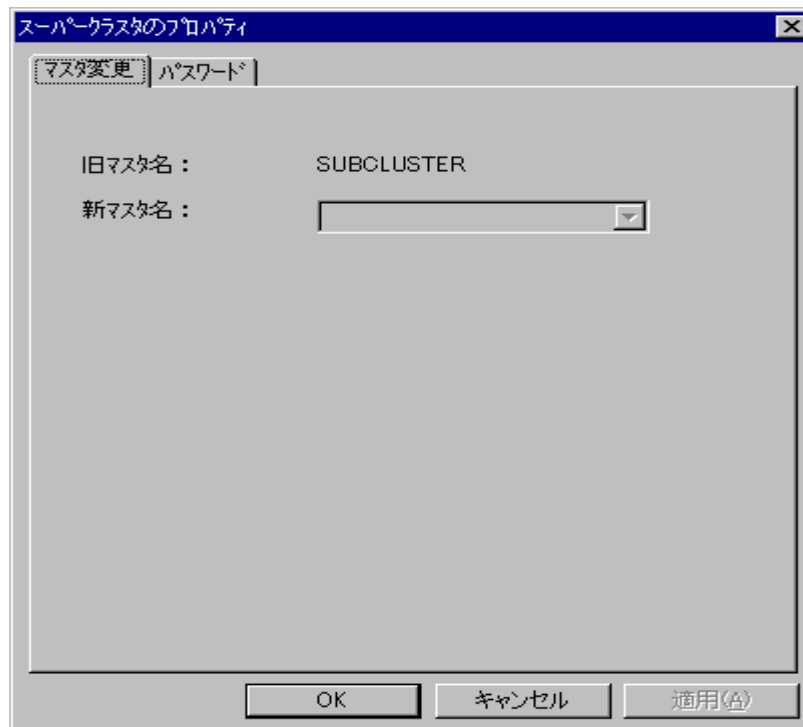 スーパークラスタのプロパティ
マスタ変更 パスワード
旧マスタ名： SUBCLUSTER
新マスタ名：
OK キャンセル 適用(A)